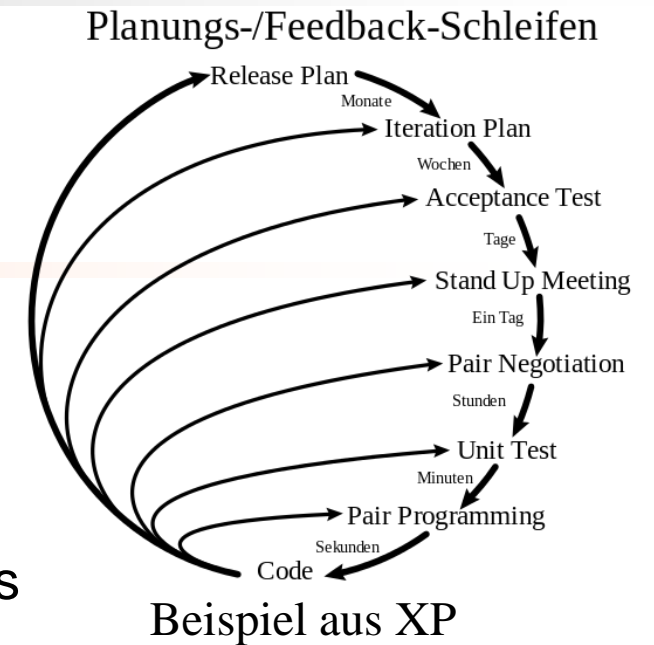 Planungs-/Feedback-Schleifen
Release Plan
Monate
Iteration Plan
Wochen
Acceptance Test
Tage
Stand Up Meeting
Ein Tag
Pair Negotiation
Stunden
Unit Test
Minuten
Pair Programming
Sekunden
Code
s
Beispiel aus XP